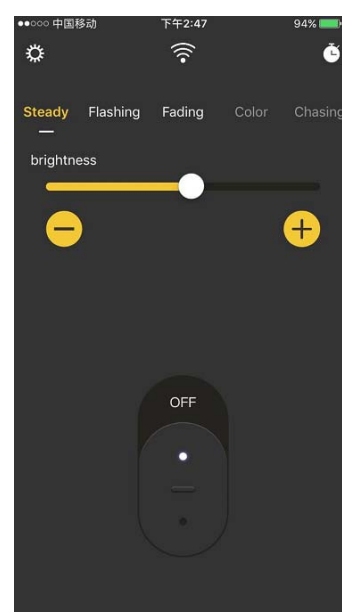 中国移动 下午2:47 94%
Steady Flashing Fading Color Chasing
brightness
OFF